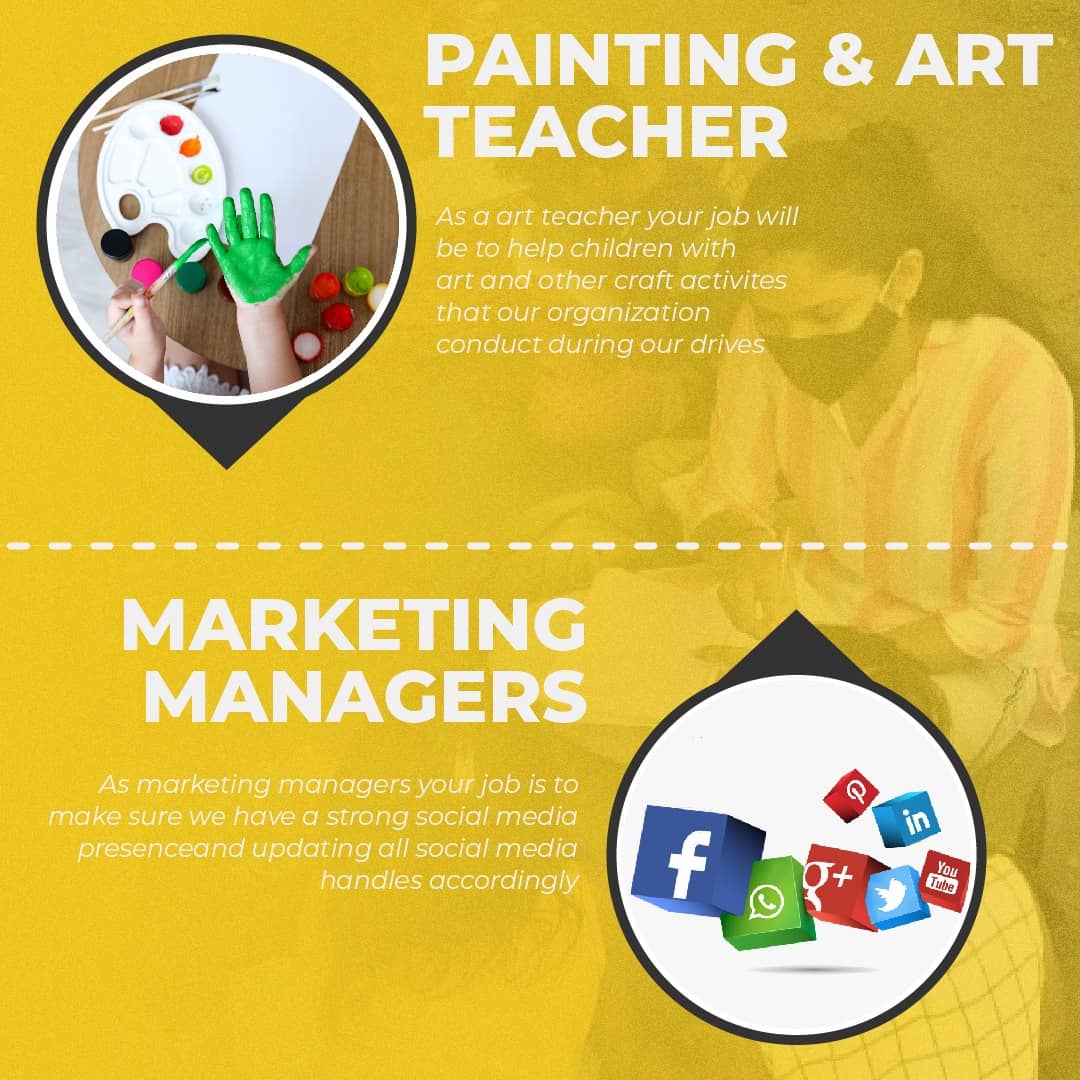 PAINTING & ART
TEACHER
As a art teacher your job will
be to help children with
art and other craft activites
that our organization
conduct during our drives
MARKETING
MANAGERS
As marketing managers your job is to
make sure we have a strong social media
presenceand updating all social media
handles accordingly
f
g+
in
You
Tube